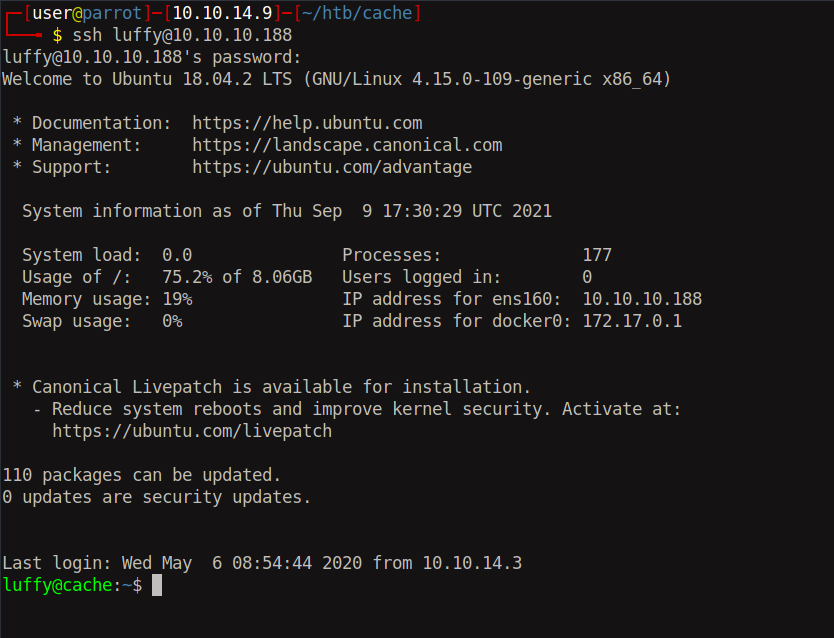 ┌─[user@parrot]─[10.10.14.9]─[~/htb/cache]
└──╼ $ ssh luffy@10.10.10.188
luffy@10.10.10.188's password:
Welcome to Ubuntu 18.04.2 LTS (GNU/Linux 4.15.0-109-generic x86_64)
* Documentation:  https://help.ubuntu.com
* Management:     https://landscape.canonical.com
* Support:        https://ubuntu.com/advantage
System information as of Thu Sep  9 17:30:29 UTC 2021
System load:  0.0               Processes:              177
Usage of /:   75.2% of 8.06GB   Users logged in:        0
Memory usage: 19%               IP address for ens160:  10.10.10.188
Swap usage:   0%                IP address for docker0: 172.17.0.1
* Canonical Livepatch is available for installation.
- Reduce system reboots and improve kernel security. Activate at:
https://ubuntu.com/livepatch
110 packages can be updated.
0 updates are security updates.
Last login: Wed May  6 08:54:44 2020 from 10.10.14.3
luffy@cache:~$